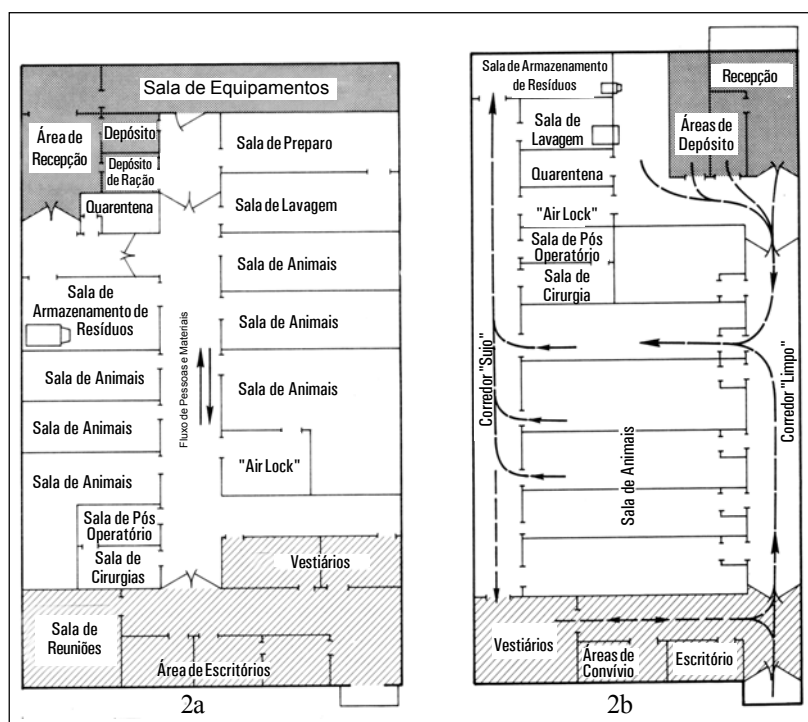 Sala de Equipamentos
Área de
Recepção
Depósito
Depósito
de Ração
Quarentena
Sala de Preparo
Sala de Lavagem
Sala de Animais
Sala de Animais
Sala de Animais
"Air Lock"
Sala de
Armazenamento de
Resíduos
Sala de Animais
Sala de Animais
Sala de Animais
Sala de Pós
Operatório
Sala de
Cirurgias
Fluxo de Pessoas e Materiais
Vestiários
Sala de
Reuniões
Área de Escritórios
2a
Sala de Armazenamento
de Resíduos
Sala de
Lavagem
Quarentena
"Air Lock"
Sala de Pós
Operatório
Sala de
Cirurgia
Recepção
Áreas de
Depósito
Corredor "Sujo"
Sala de Animais
Corredor "Limpo"
Vestiários
Áreas de
Convívio
Escritório
2b